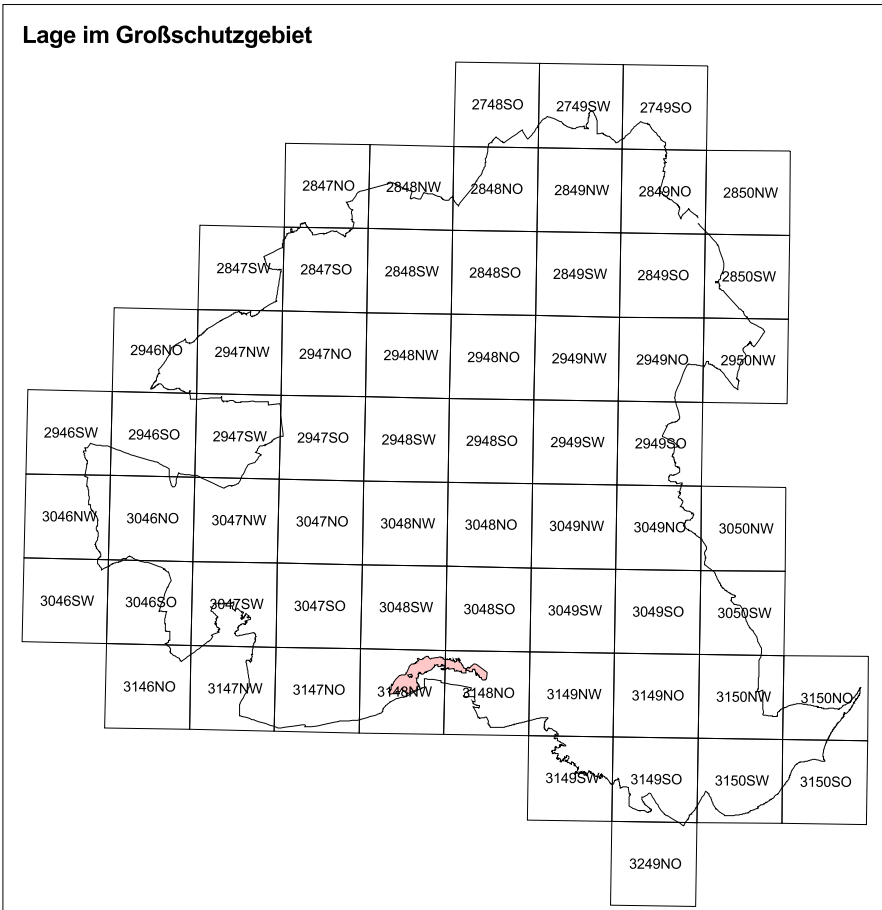 Lage im Großschutzgebiet
2748SO 2749SW 2749SO
2847NO 2848NW 2848NO 2849NW 2849NO 2850NW
2847SW 2847SO 2848SW 2848SO 2849SW 2849SO 2850SW
2946NO 2947NW 2947NO 2948NW 2948NO 2949NW 2949NO 2950NW
2946SW 2946SO 2947SW 2947SO 2948SW 2948SO 2949SW 2949SO
3046NW 3046NO 3047NW 3047NO 3048NW 3048NO 3049NW 3049NO 3050NW
3046SW 3046SO 3047SW 3047SO 3048SW 3048SO 3049SW 3049SO 3050SW
3146NO 3147NW 3147NO 3148NW 3148NO 3149NW 3149NO 3150NW 3150NO
3149SW 3149SO 3150SW 3150SO
3249NO